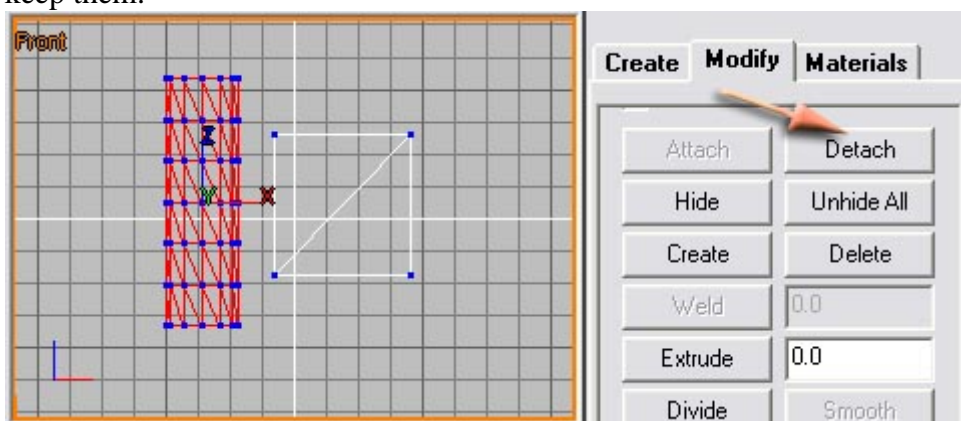 keep them.
Front
Z
Y X
Create Modify Materials
Attach Detach
Hide Unhide All
Create Delete
Weld 0.0
Extrude 0.0
Divide Smooth